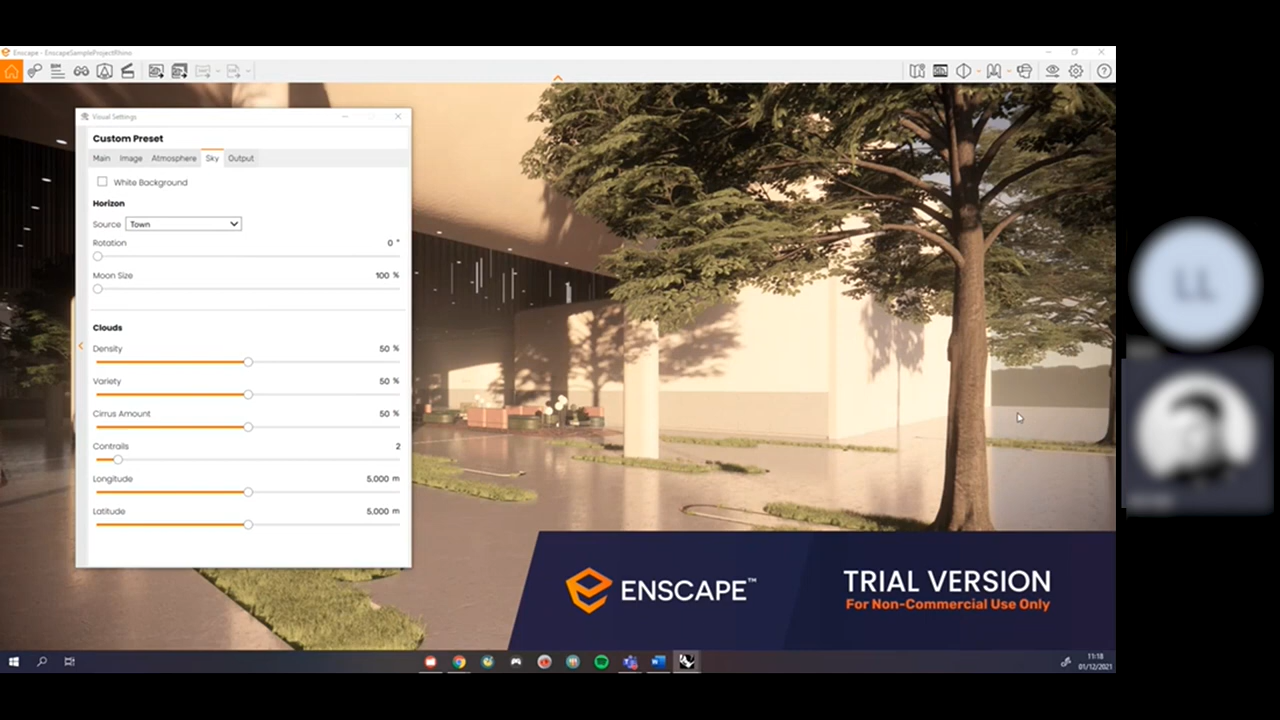 Enscape - EnscapeSampleProjectRhino
Visual Settings
Custom Preset
Main Image Atmosphere Sky Output
White Background
Horizon
Source Town
Rotation 0 °
Moon Size 100 %
Clouds
Density 50 %
Variety 50 %
Cirrus Amount 50 %
Contrails 2
Longitude 5.000 m
Latitude 5.000 m
ENSCAPE™
TRIAL VERSION
For Non-Commercial Use Only
LL
11:18
01/12/2021